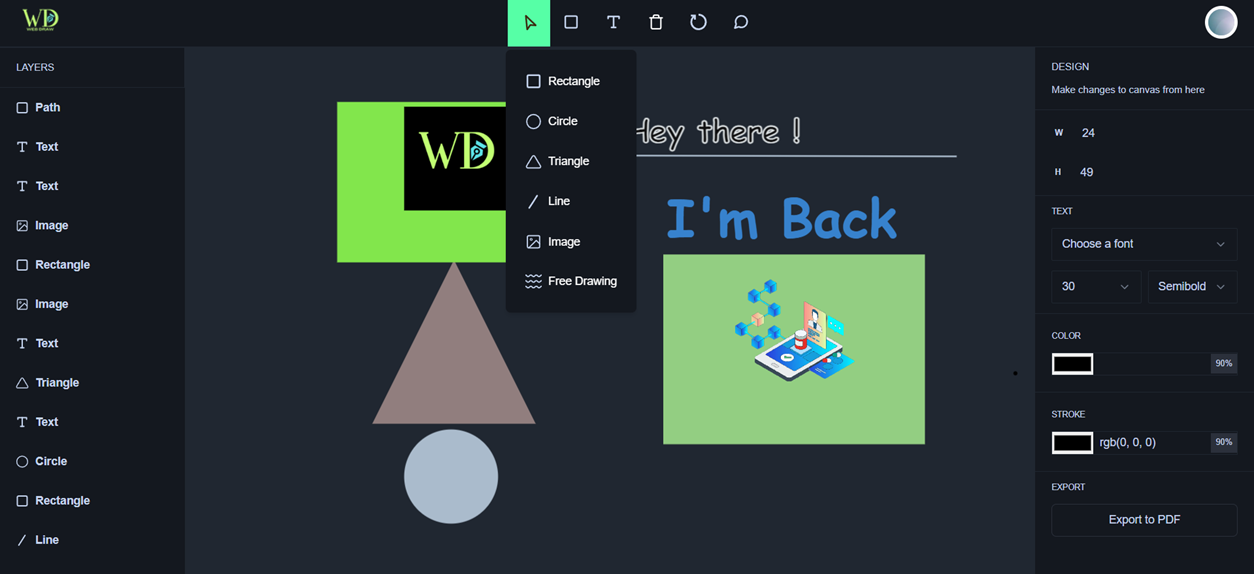 WD
WEB DRAW
LAYERS
Path
Text
Text
Image
Rectangle
Image
Text
Triangle
Text
Circle
Rectangle
Line
T
Rectangle
Circle
Triangle
Line
Image
Free Drawing
WD
Hey there !
I'm Back
DESIGN
Make changes to canvas from here
W 24
H 49
TEXT
Choose a font
30 Semibold
COLOR
90%
STROKE
rgb(0, 0, 0) 90%
EXPORT
Export to PDF